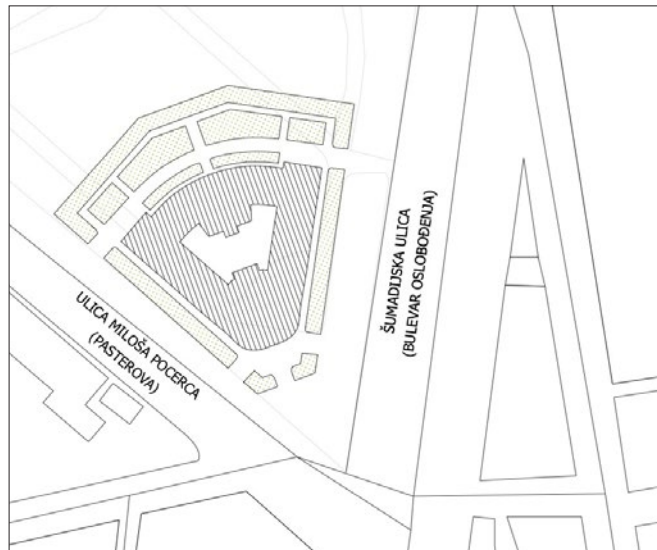 ULICA MILOŠA POCERCA
(PASTEROVA)
ŠUMADIJSKA ULICA
(BULEVAR OSLOBOĐENJA)